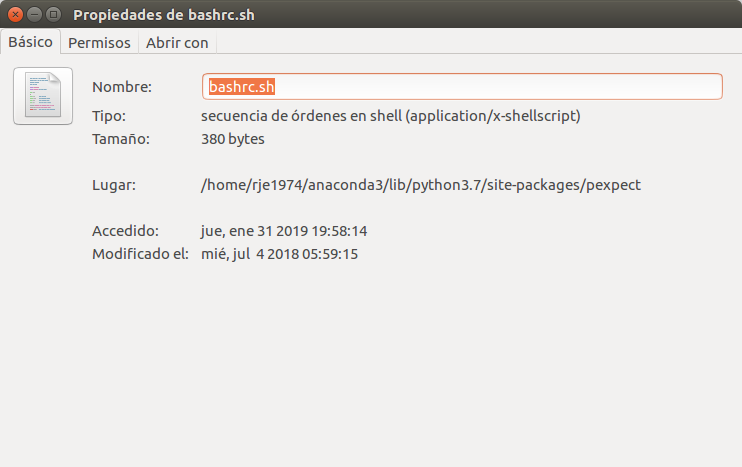 Propiedades de bashrc.sh
Básico Permisos Abrir con
Nombre: bashrc.sh
Tipo: secuencia de órdenes en shell (application/x-shellscript)
Tamaño: 380 bytes
Lugar: /home/rje1974/anaconda3/lib/python3.7/site-packages/pexpect
Accedido: jue, ene 31 2019 19:58:14
Modificado el: mié, jul  4 2018 05:59:15